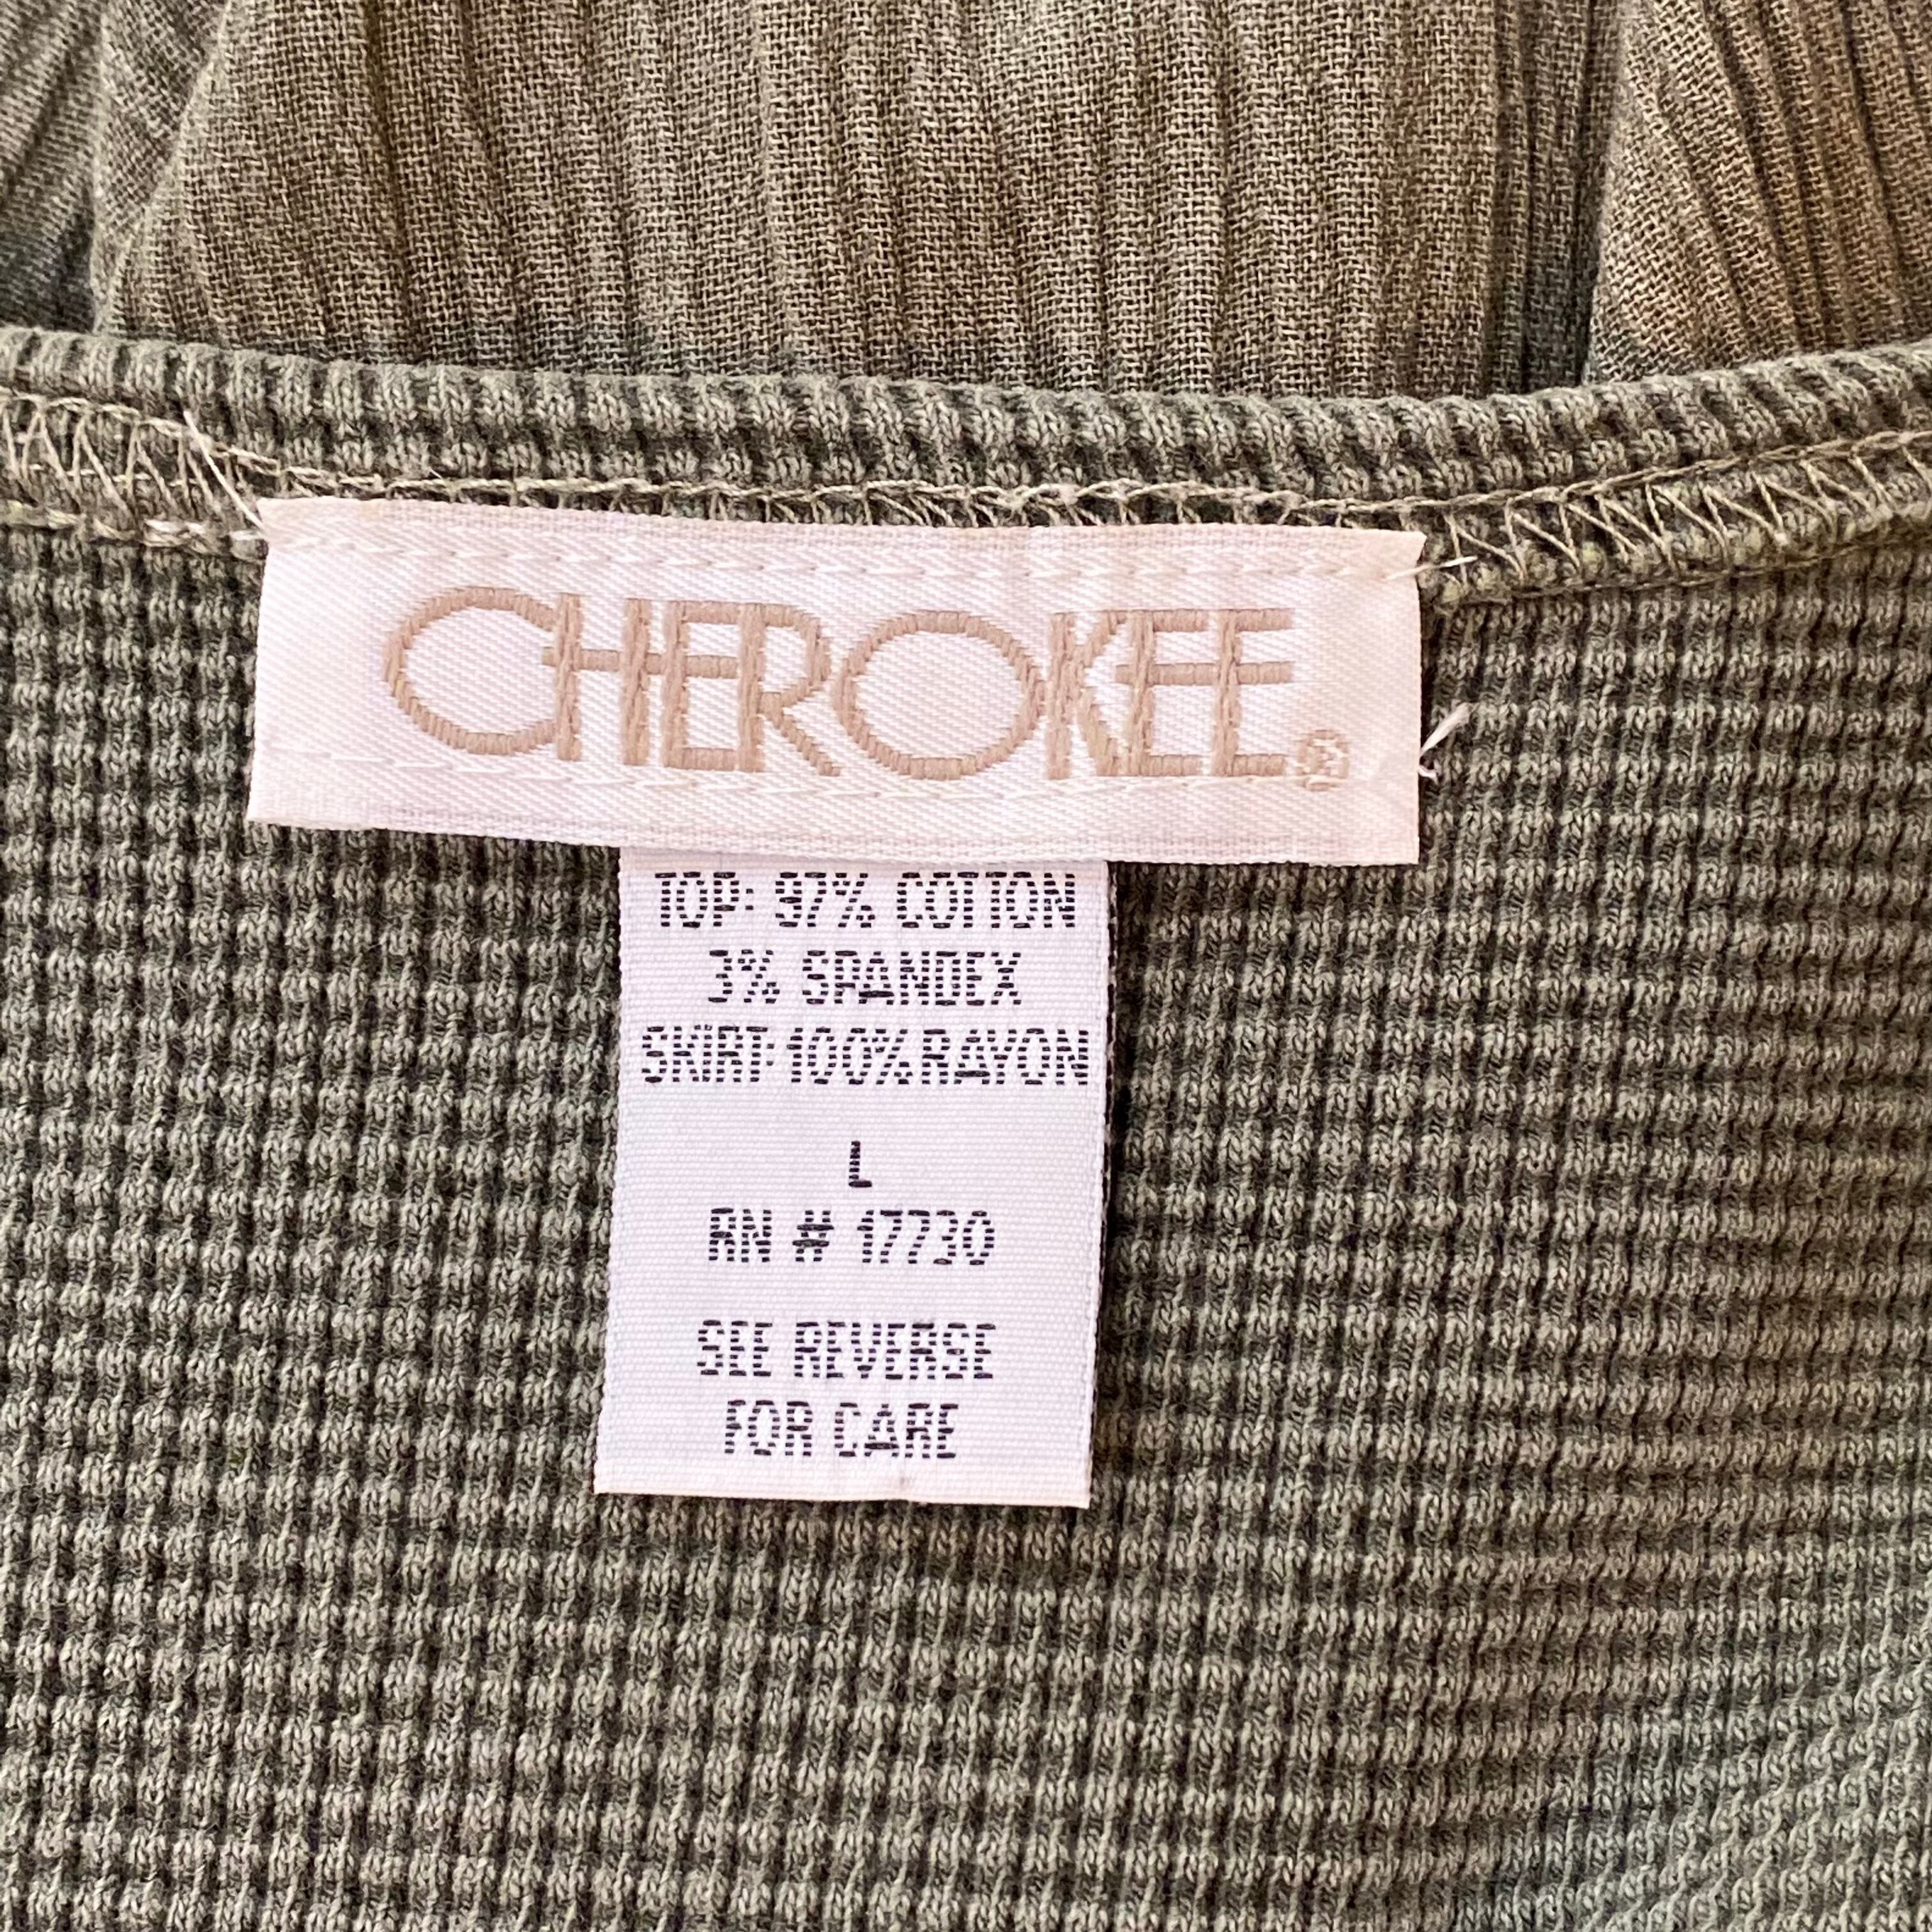 CHEROKEE®
TOP: 97% COTTON
3% SPANDEX
SKIRT: 100% RAYON
L
RN # 17730
SEE REVERSE
FOR CARE